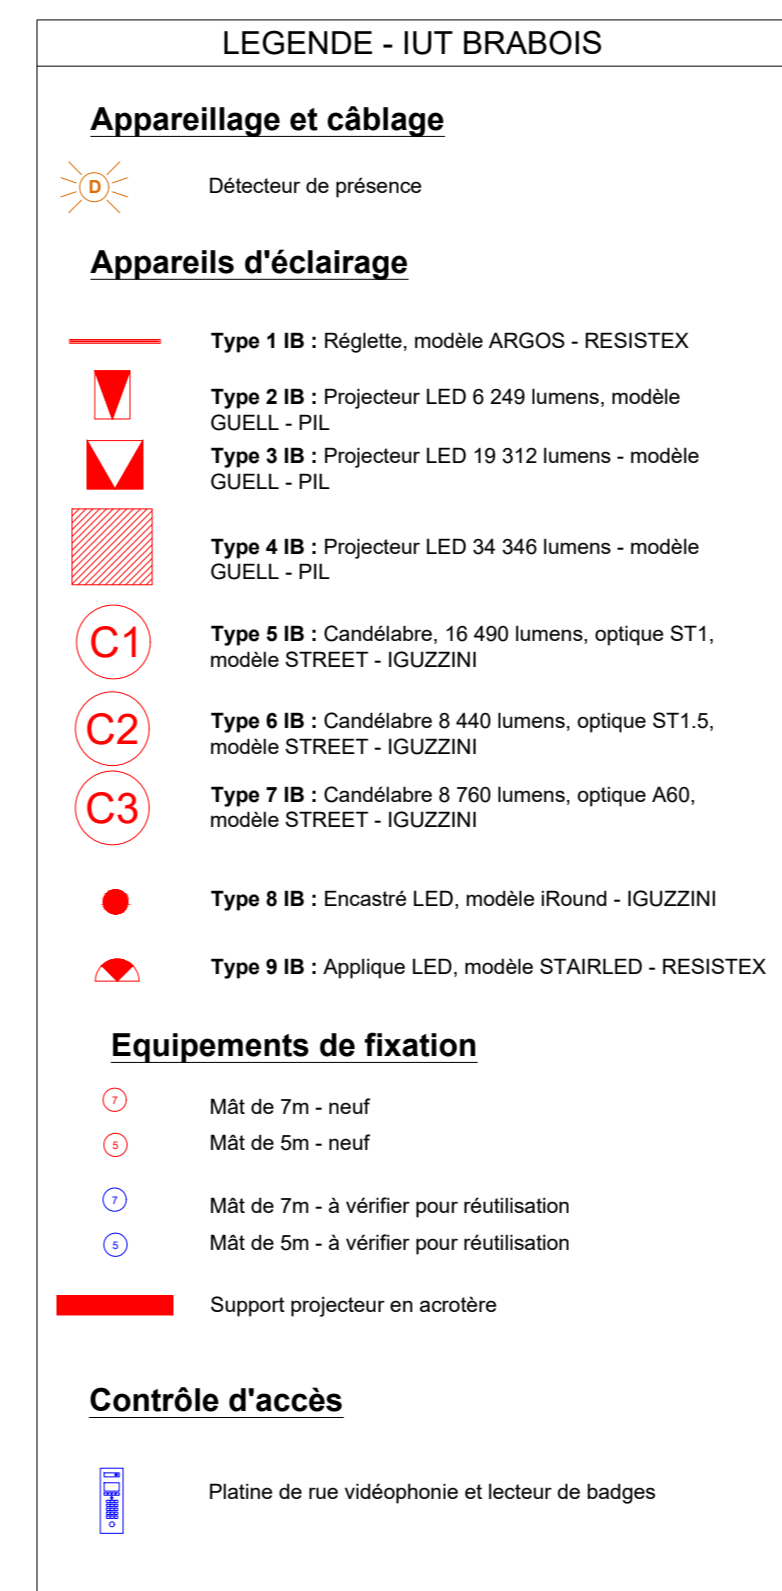 LEGENDE - IUT BRABOIS
Appareillage et câblage
D
Détecteur de présence
Appareils d'éclairage
Type 1 IB : Réglette, modèle ARGOS - RESISTEX
Type 2 IB : Projecteur LED 6 249 lumens, modèle
GUELL - PIL
Type 3 IB : Projecteur LED 19 312 lumens - modèle
GUELL - PIL
Type 4 IB : Projecteur LED 34 346 lumens - modèle
GUELL - PIL
C1
Type 5 IB : Candélabre, 16 490 lumens, optique ST1,
modèle STREET - IGUZZINI
C2
Type 6 IB : Candélabre 8 440 lumens, optique ST1.5,
modèle STREET - IGUZZINI
C3
Type 7 IB : Candélabre 8 760 lumens, optique A60,
modèle STREET - IGUZZINI
Type 8 IB : Encastré LED, modèle iRound - IGUZZINI
Type 9 IB : Applique LED, modèle STAIRLED - RESISTEX
Equipements de fixation
7
Mât de 7m - neuf
5
Mât de 5m - neuf
7
Mât de 7m - à vérifier pour réutilisation
5
Mât de 5m - à vérifier pour réutilisation
Support projecteur en acrotère
Contrôle d'accès
Platine de rue vidéophonie et lecteur de badges